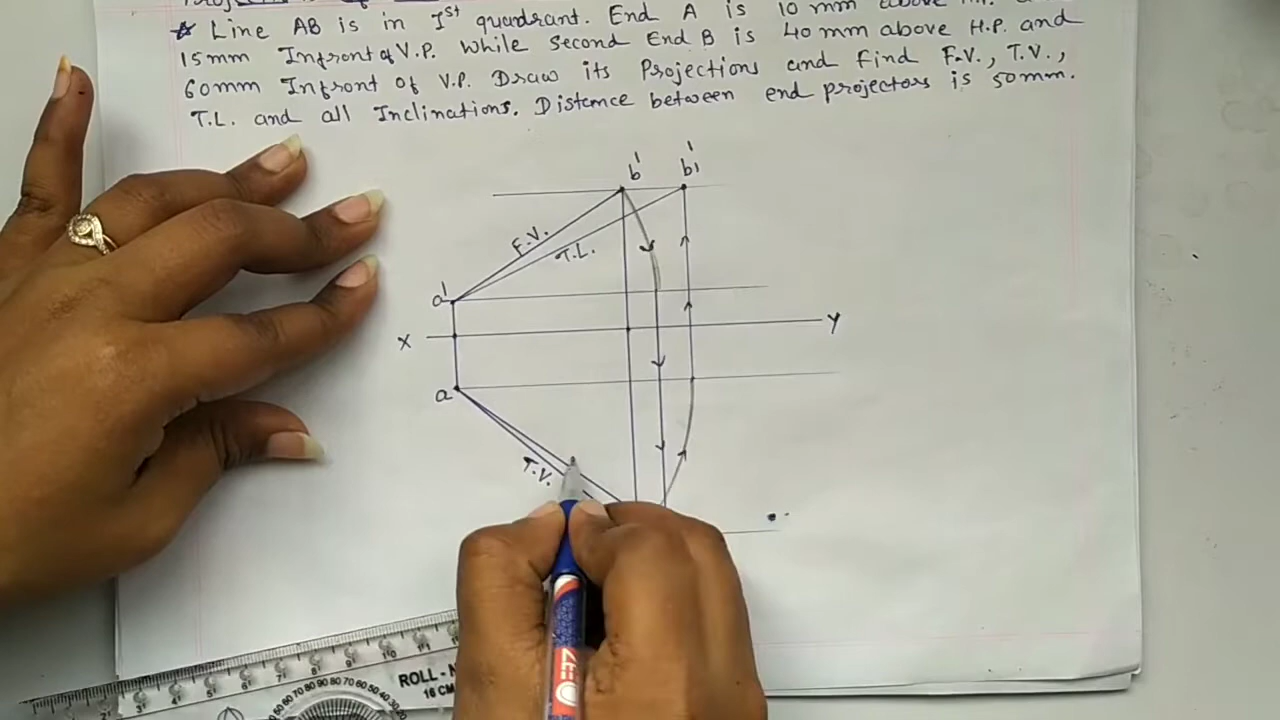 Line AB is in Ist quadrant. End A is 10 mm above
15mm Infront of V.P. While Second End B is 40mm above H.P. and
60mm Infront of V.P. Draw its Projections and Find F.V., T.V.,
T.L. and all Inclinations. Distance between end projectors is 50mm.
b' b1'
F.V.
T.L.
a'
X Y
a
T.V.
ROLL-